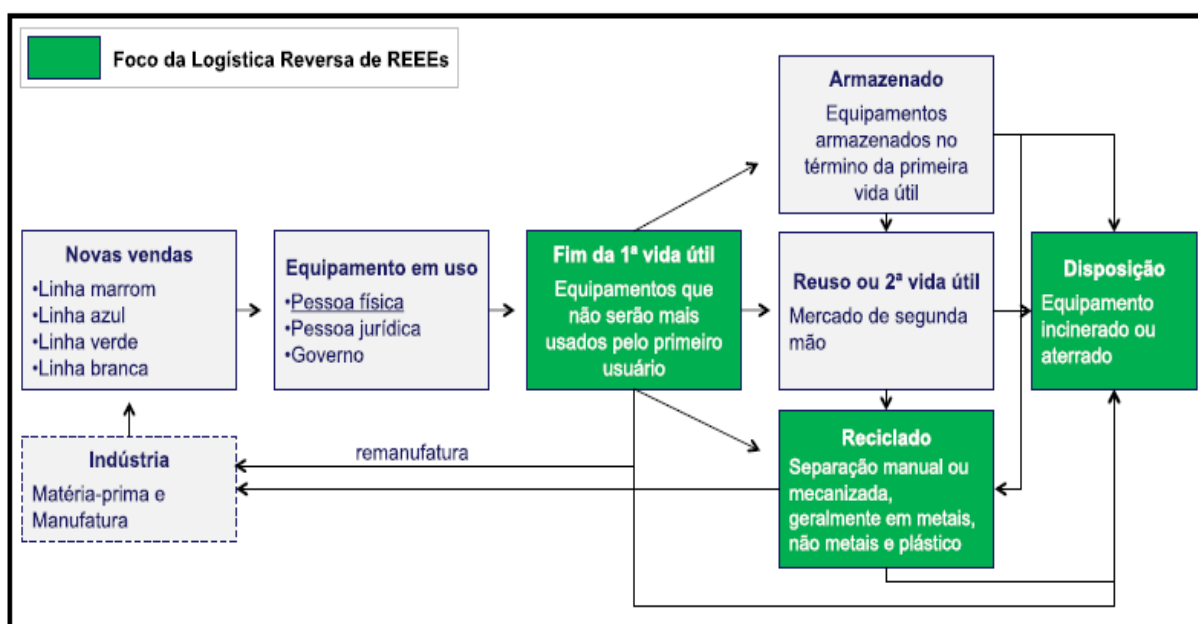 Foco da Logística Reversa de REEEs
Armazenado
Equipamentos
armazenados no
término da primeira
vida útil
Novas vendas
•Linha marrom
•Linha azul
•Linha verde
•Linha branca
Equipamento em uso
•Pessoa física
•Pessoa jurídica
•Governo
Fim da 1ª vida útil
Equipamentos que
não serão mais
usados pelo primeiro
usuário
Reuso ou 2ª vida útil
Mercado de segunda
mão
Disposição
Equipamento
incinerado ou
aterrado
Indústria
Matéria-prima e
Manufatura
remanufatura
Reciclado
Separação manual ou
mecanizada,
geralmente em metais,
não metais e plástico